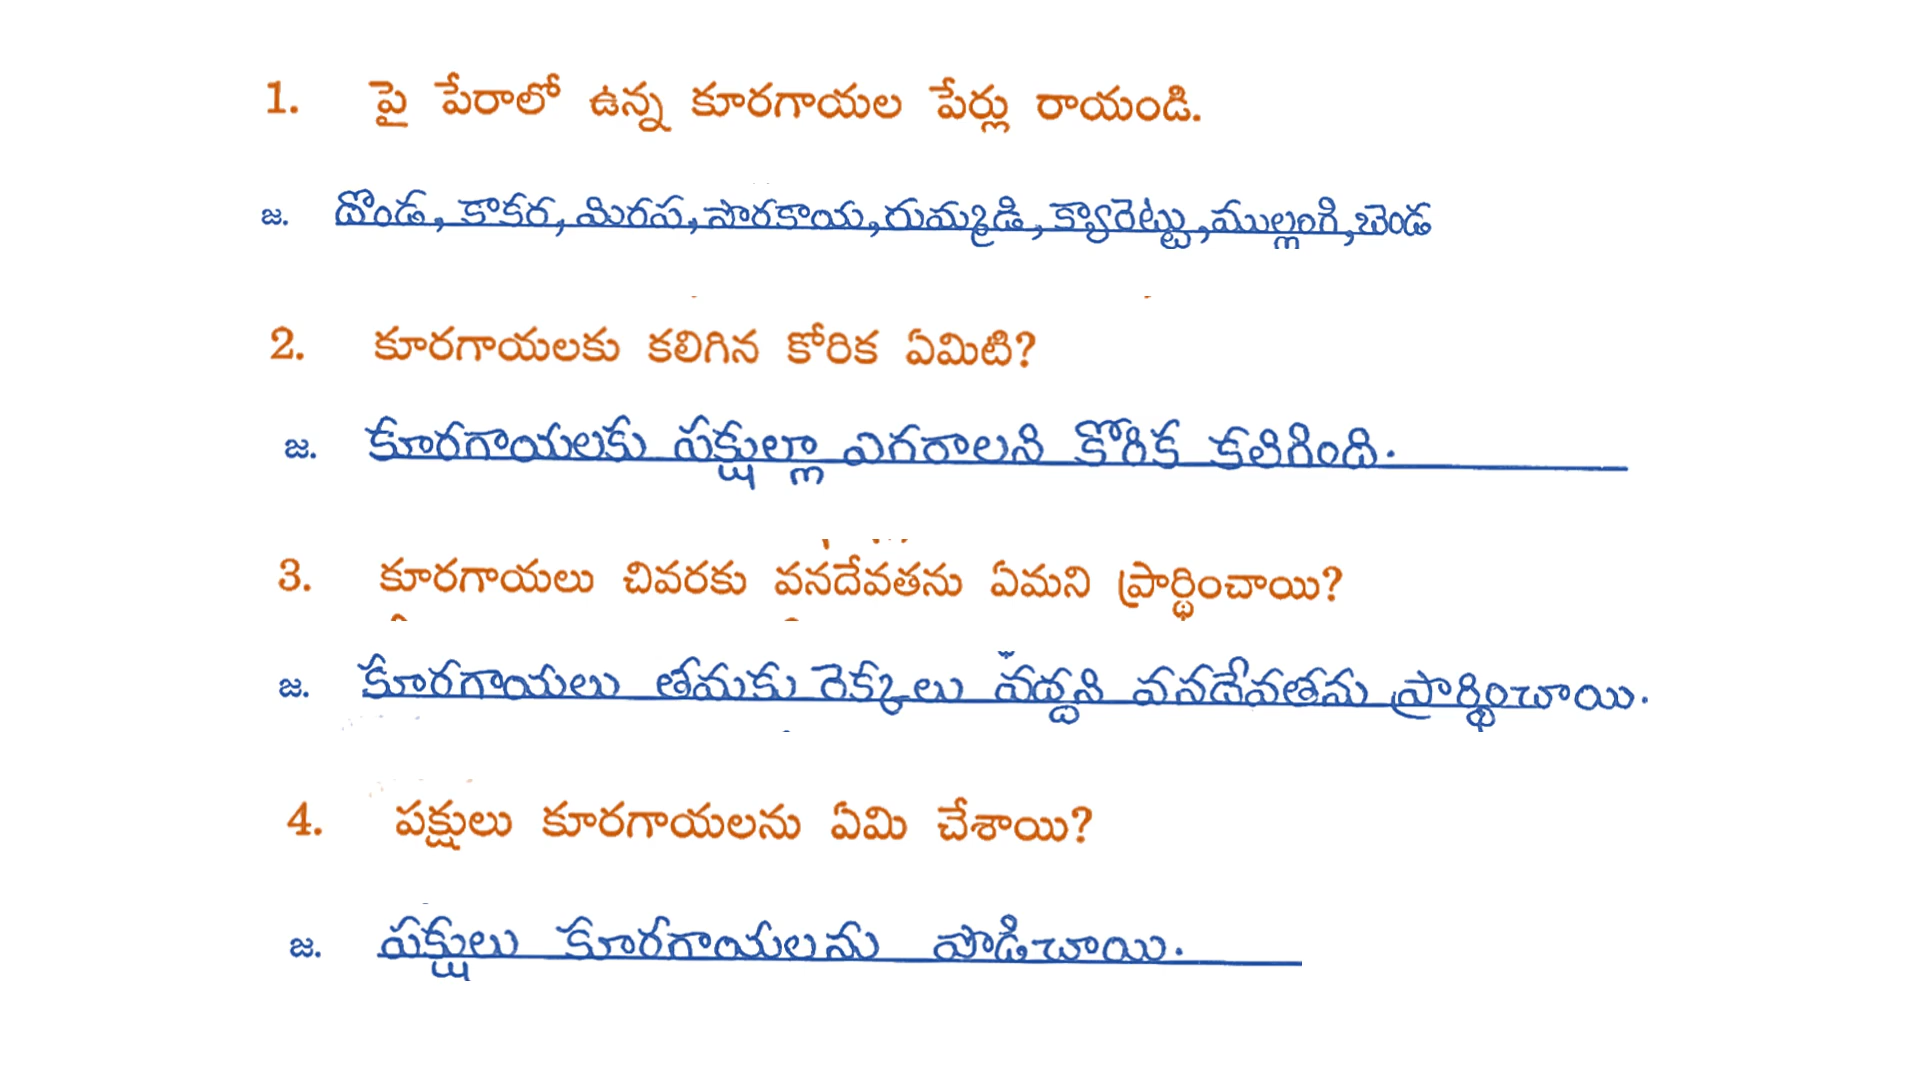 1. పై పేరాలో ఉన్న కూరగాయల పేర్లు రాయండి.
జ. దొండ, కాకర, మిరప, సొరకాయ, గుమ్మడి, క్యారెట్టు, ముల్లంగి, బెండ
2. కూరగాయలకు కలిగిన కోరిక ఏమిటి?
జ. కూరగాయలకు పక్షుల్లా ఎగరాలని కోరిక కలిగింది.
3. కూరగాయలు చివరకు వనదేవతను ఏమని ప్రార్థించాయి?
జ. కూరగాయలు తమకు రెక్కలు వద్దని వనదేవతను ప్రార్థించాయి.
4. పక్షులు కూరగాయలను ఏమి చేశాయి?
జ. పక్షులు కూరగాయలను పొడిచాయి.